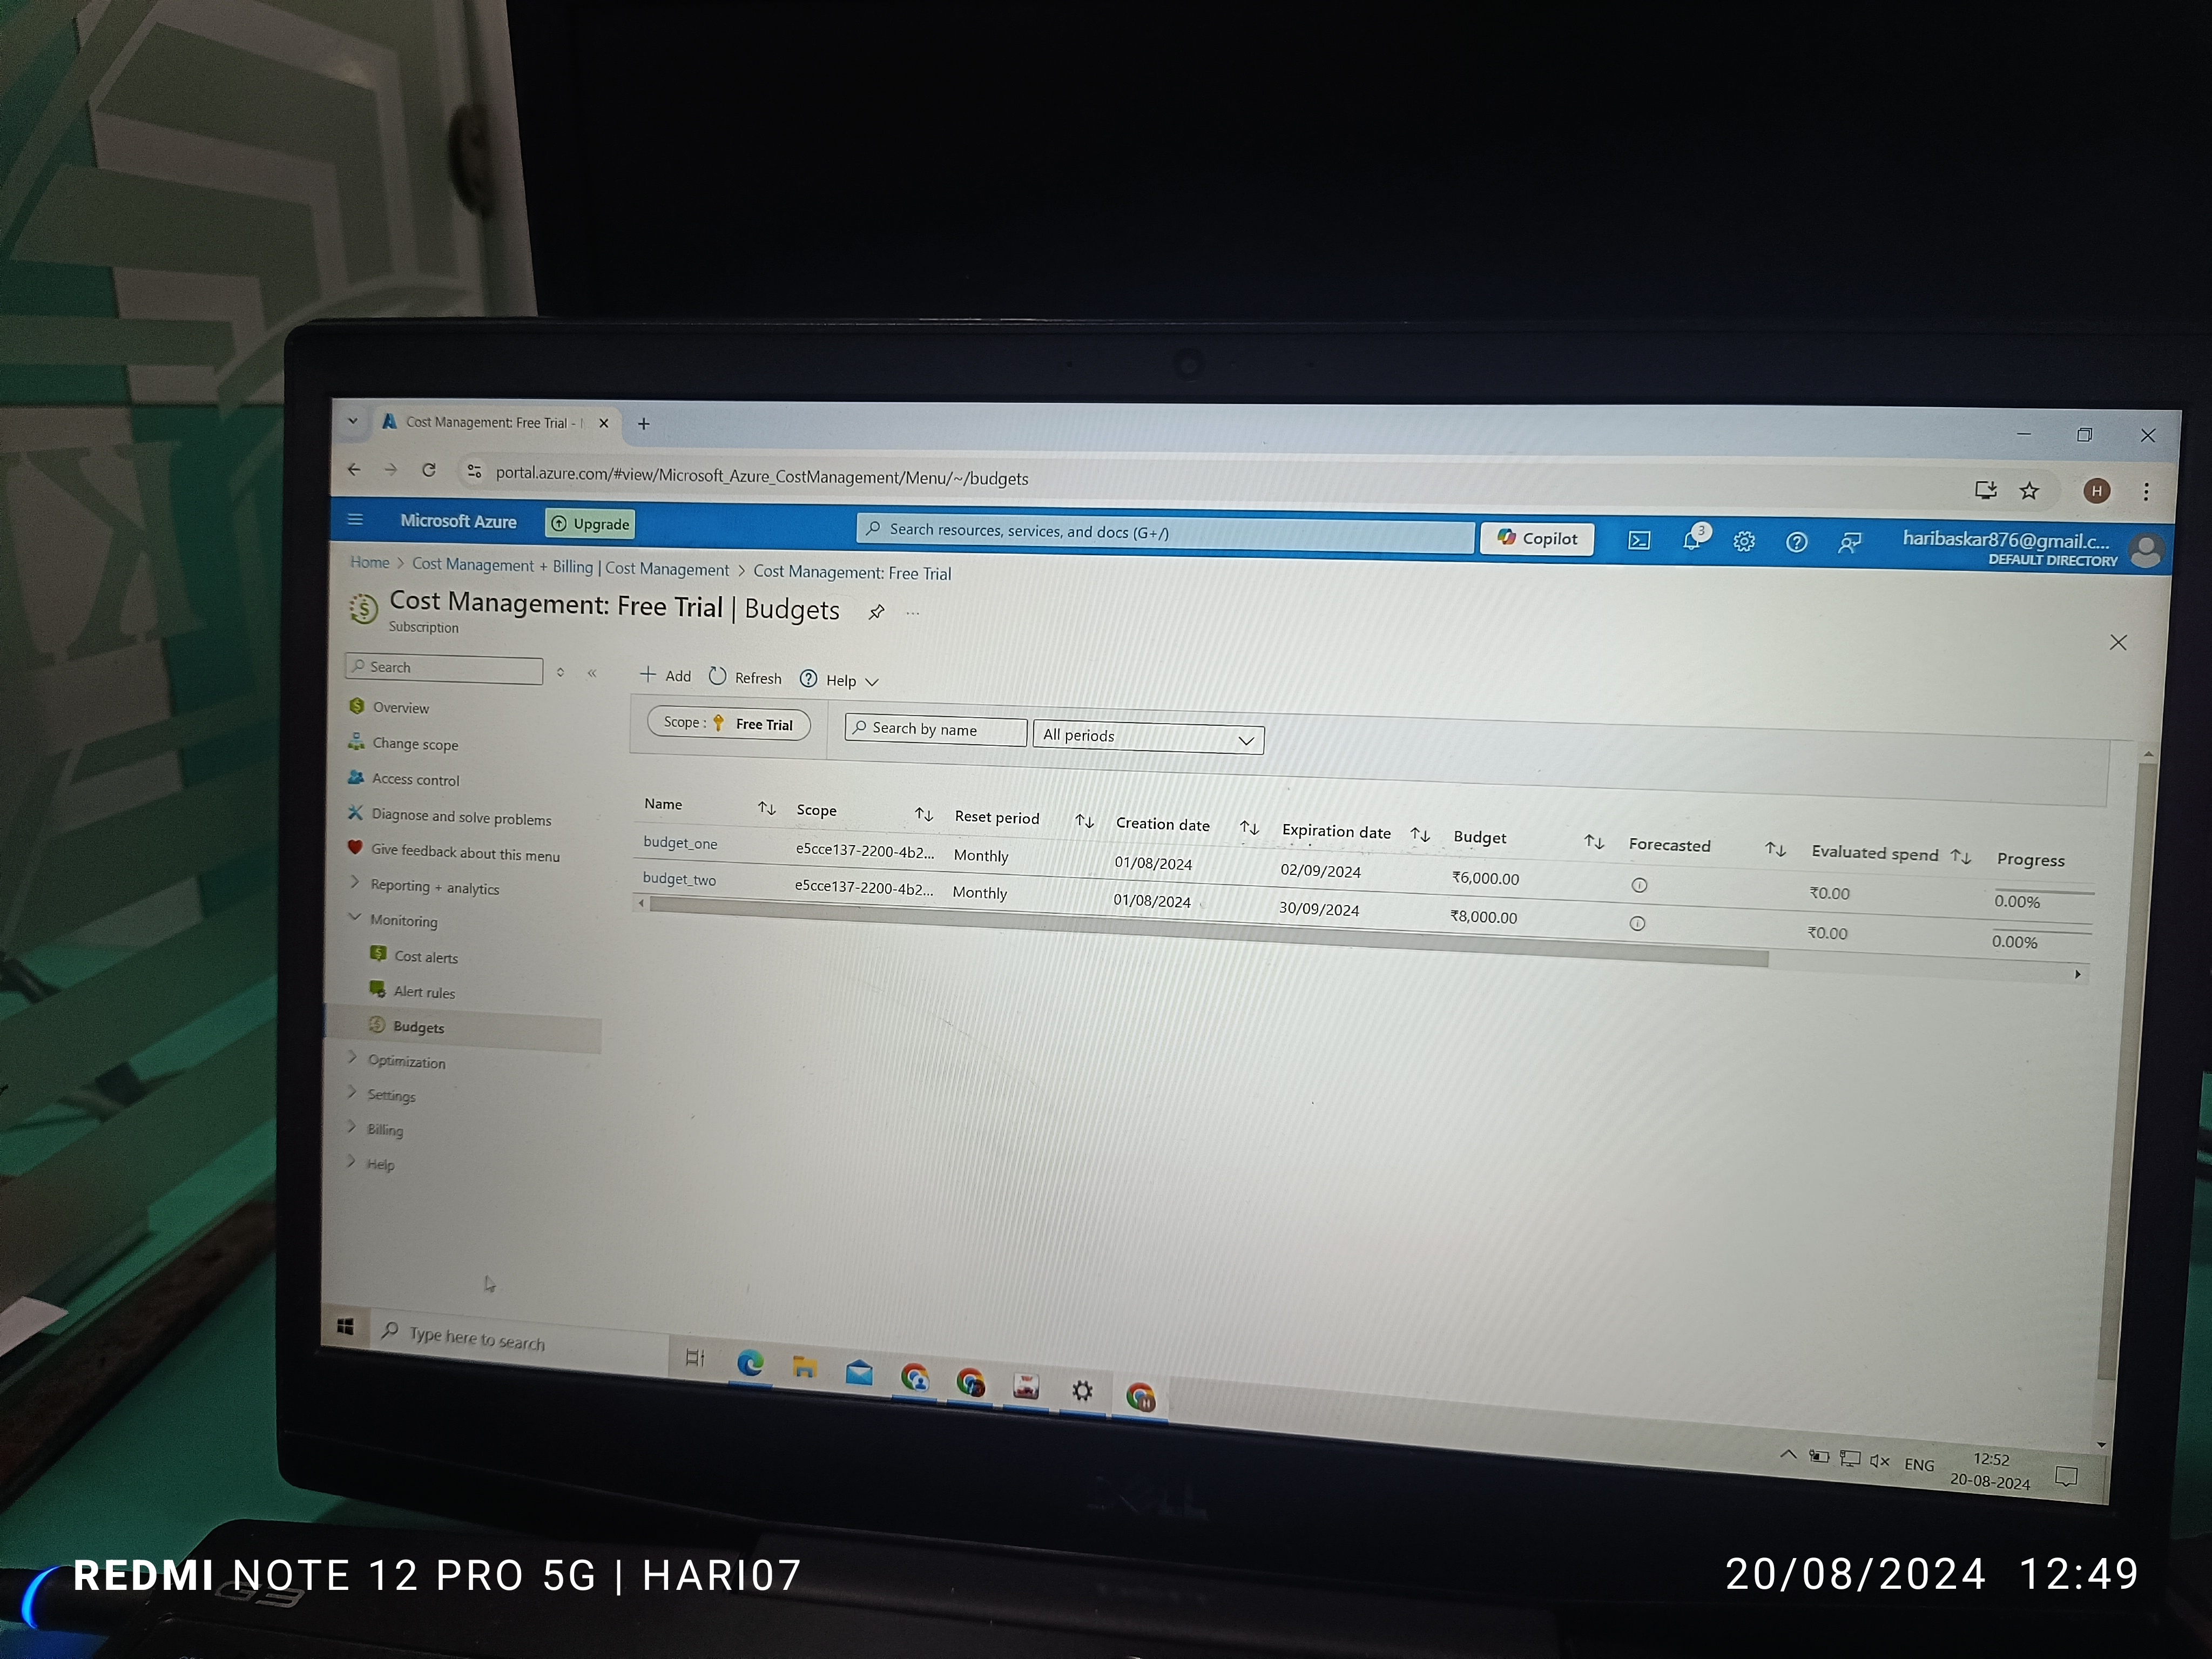 Cost Management: Free Trial -
portal.azure.com/#view/Microsoft_Azure_CostManagement/Menu/~/budgets
H
Microsoft Azure
Upgrade
Search resources, services, and docs (G+/)
Copilot
3
haribaskar876@gmail.c...
DEFAULT DIRECTORY
Home > Cost Management + Billing | Cost Management > Cost Management: Free Trial
Cost Management: Free Trial | Budgets
Subscription
Search
Overview
Change scope
Access control
Diagnose and solve problems
Give feedback about this menu
Reporting + analytics
Monitoring
Cost alerts
Alert rules
Budgets
Optimization
Settings
Billing
Help
Add Refresh Help
Scope : Free Trial
Search by name
All periods
Name Scope Reset period Creation date Expiration date Budget Forecasted Evaluated spend Progress
budget_one e5cce137-2200-4b2... Monthly 01/08/2024 02/09/2024 ₹6,000.00 ₹0.00 0.00%
budget_two e5cce137-2200-4b2... Monthly 01/08/2024 30/09/2024 ₹8,000.00 ₹0.00 0.00%
Type here to search
ENG
12:52
20-08-2024
DELL
G3
REDMI NOTE 12 PRO 5G | HARI07
20/08/2024 12:49